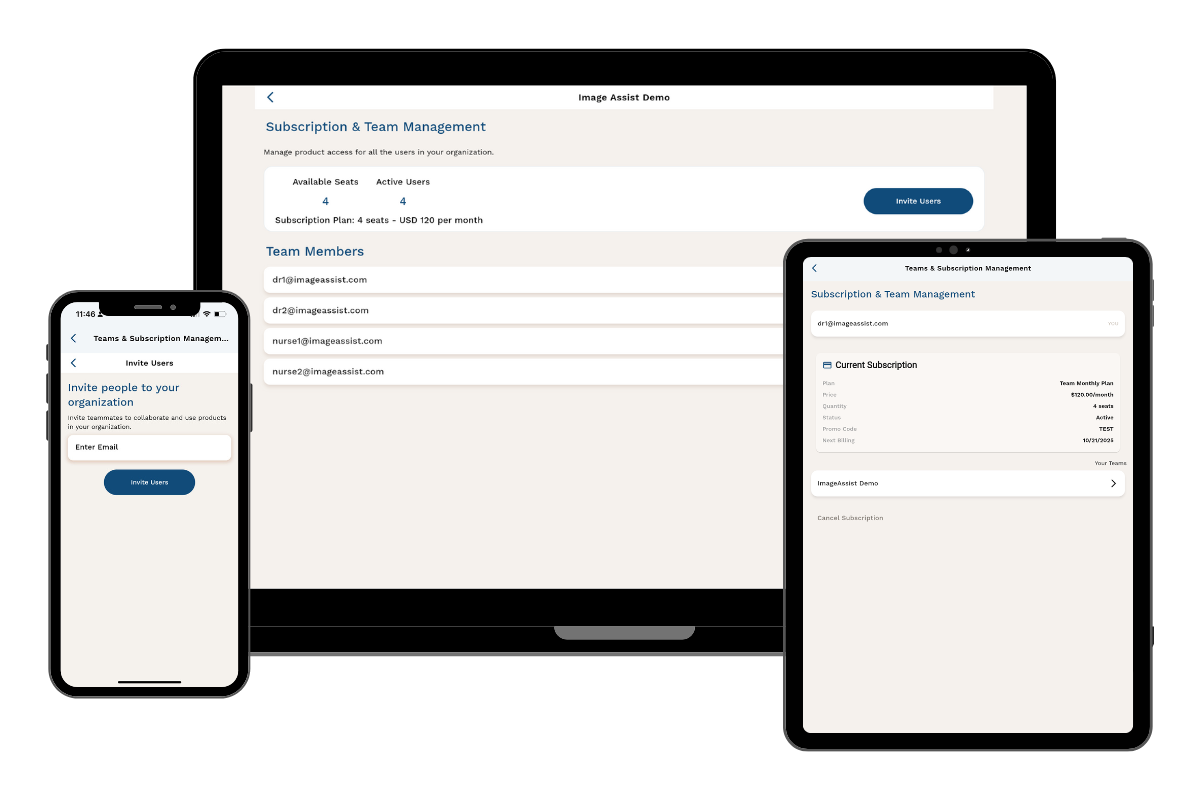 Image Assist Demo
Subscription & Team Management
Manage product access for all the users in your organization.
Available Seats Active Users
4 4
Subscription Plan: 4 seats - USD 120 per month
Invite Users
Team Members
dr1@imageassist.com
dr2@imageassist.com
nurse1@imageassist.com
nurse2@imageassist.com
11:46
Teams & Subscription Managem...
Invite Users
Invite people to your
organization
Invite teammates to collaborate and use products
in your organization.
Enter Email
Invite Users
Teams & Subscription Management
Subscription & Team Management
dr1@imageassist.com YOU
Current Subscription
Plan Team Monthly Plan
Price $120.00/month
Quantity 4 seats
Status Active
Promo Code TEST
Next Billing 10/21/2025
Your Teams
ImageAssist Demo
Cancel Subscription